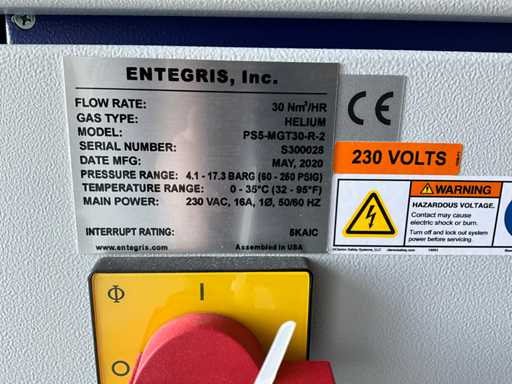 ENTEGRIS, Inc.
FLOW RATE: 30 Nm³/HR
GAS TYPE: HELIUM
MODEL: PS5-MGT30-R-2
SERIAL NUMBER: S300028
DATE MFG: MAY, 2020
PRESSURE RANGE: 4.1 - 17.3 BARG (60 - 250 PSIG)
TEMPERATURE RANGE: 0 - 35°C (32 - 95°F)
MAIN POWER: 230 VAC, 16A, 1Ø, 50/60 HZ
INTERRUPT RATING: 5KAIC
www.entegris.com Assembled in USA
CE
230 VOLTS
WARNING
HAZARDOUS VOLTAGE.
Contact may cause
electric shock or burn.
Turn off and lock out system
power before servicing.
I
O